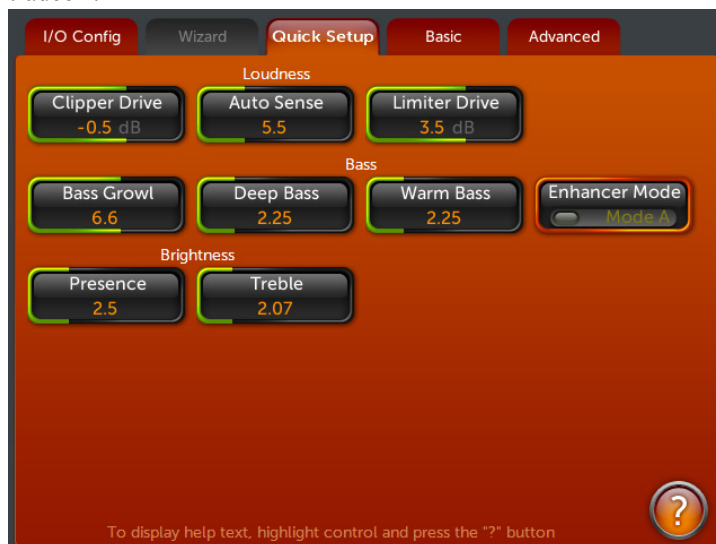 I/O Config Wizard Quick Setup Basic Advanced
Loudness
Clipper Drive Auto Sense Limiter Drive
-0.5 dB 5.5 3.5 dB
Bass
Bass Growl Deep Bass Warm Bass Enhancer Mode
6.6 2.25 2.25 Mode A
Brightness
Presence Treble
2.5 2.07
?
To display help text, highlight control and press the "?" button